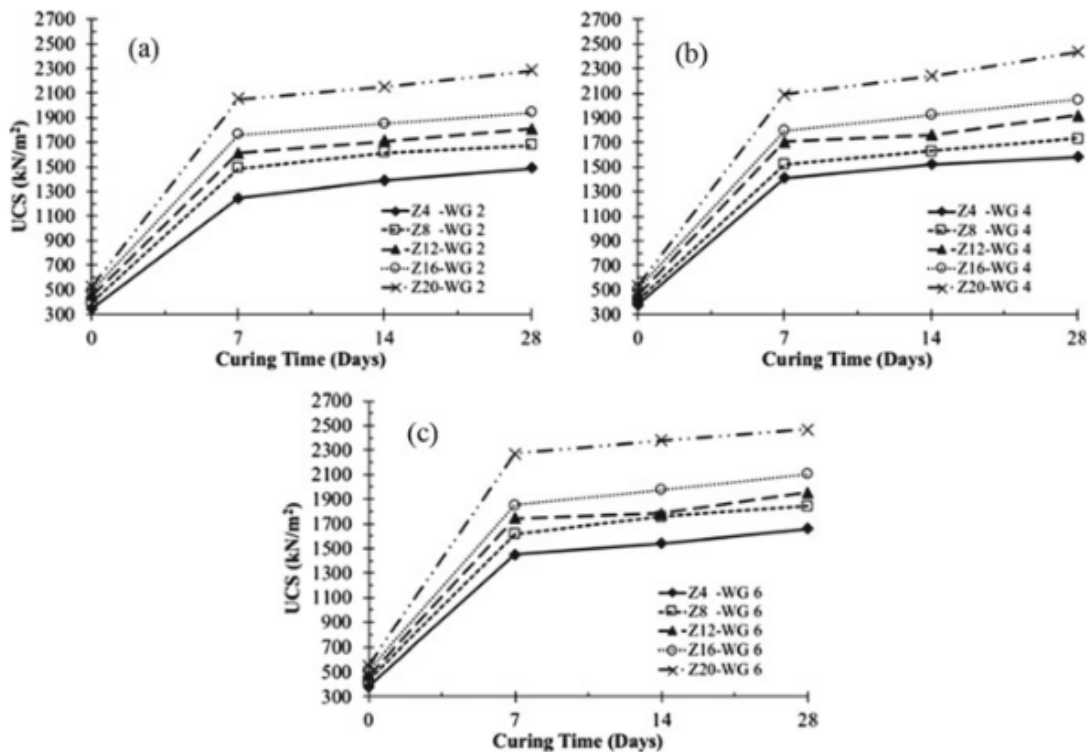 (a)
UCS (kN/m²)
2700
2500
2300
2100
1900
1700
1500
1300
1100
900
700
500
300
0
7
14
28
Curing Time (Days)
Z4 -WG 2
Z8 -WG 2
Z12-WG 2
Z16-WG 2
Z20-WG 2
(b)
UCS (kN/m²)
2700
2500
2300
2100
1900
1700
1500
1300
1100
900
700
500
300
0
7
14
28
Curing Time (Days)
Z4 -WG 4
Z8 -WG 4
Z12-WG 4
Z16-WG 4
Z20-WG 4
(c)
UCS (kN/m²)
2700
2500
2300
2100
1900
1700
1500
1300
1100
900
700
500
300
0
7
14
28
Curing Time (Days)
Z4 -WG 6
Z8 -WG 6
Z12-WG 6
Z16-WG 6
Z20-WG 6